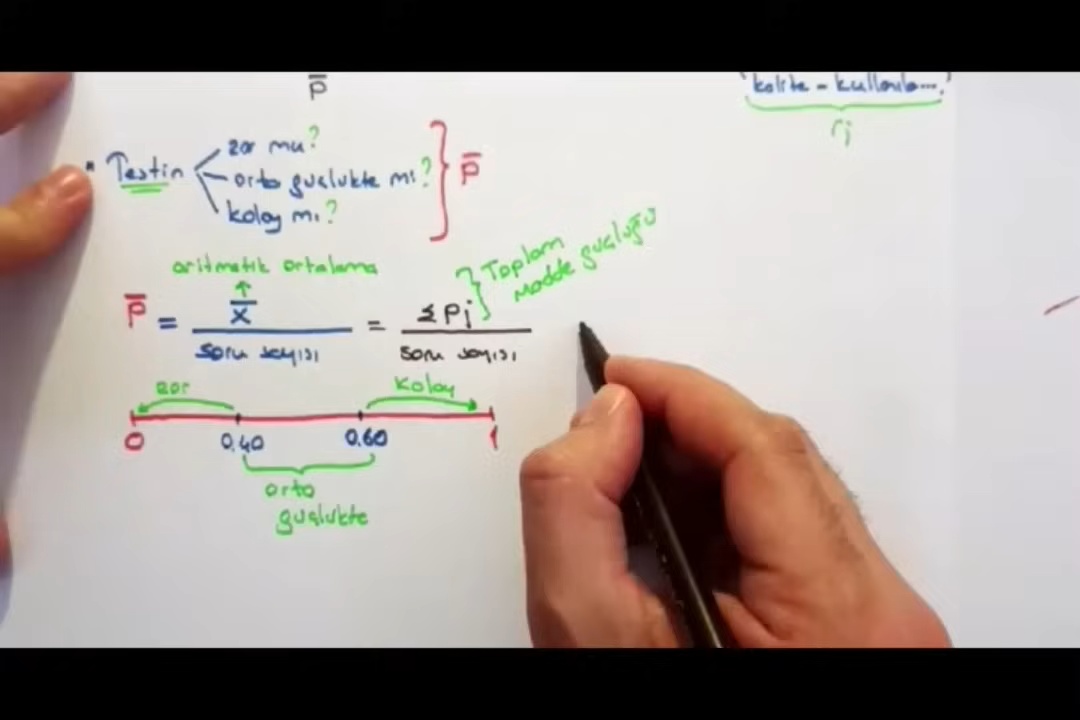 P̅
"kalite - kullanıla...."
rj
* Testin
zor mu?
orta güçlükte mi?
kolay mı?
P̅
aritmetik ortalama
Toplam
madde güçlüğü
P̅ = X̅ / soru sayısı = ΣPj / soru sayısı
zor
kolay
0 0,40 0,60 1
orta
güçlükte